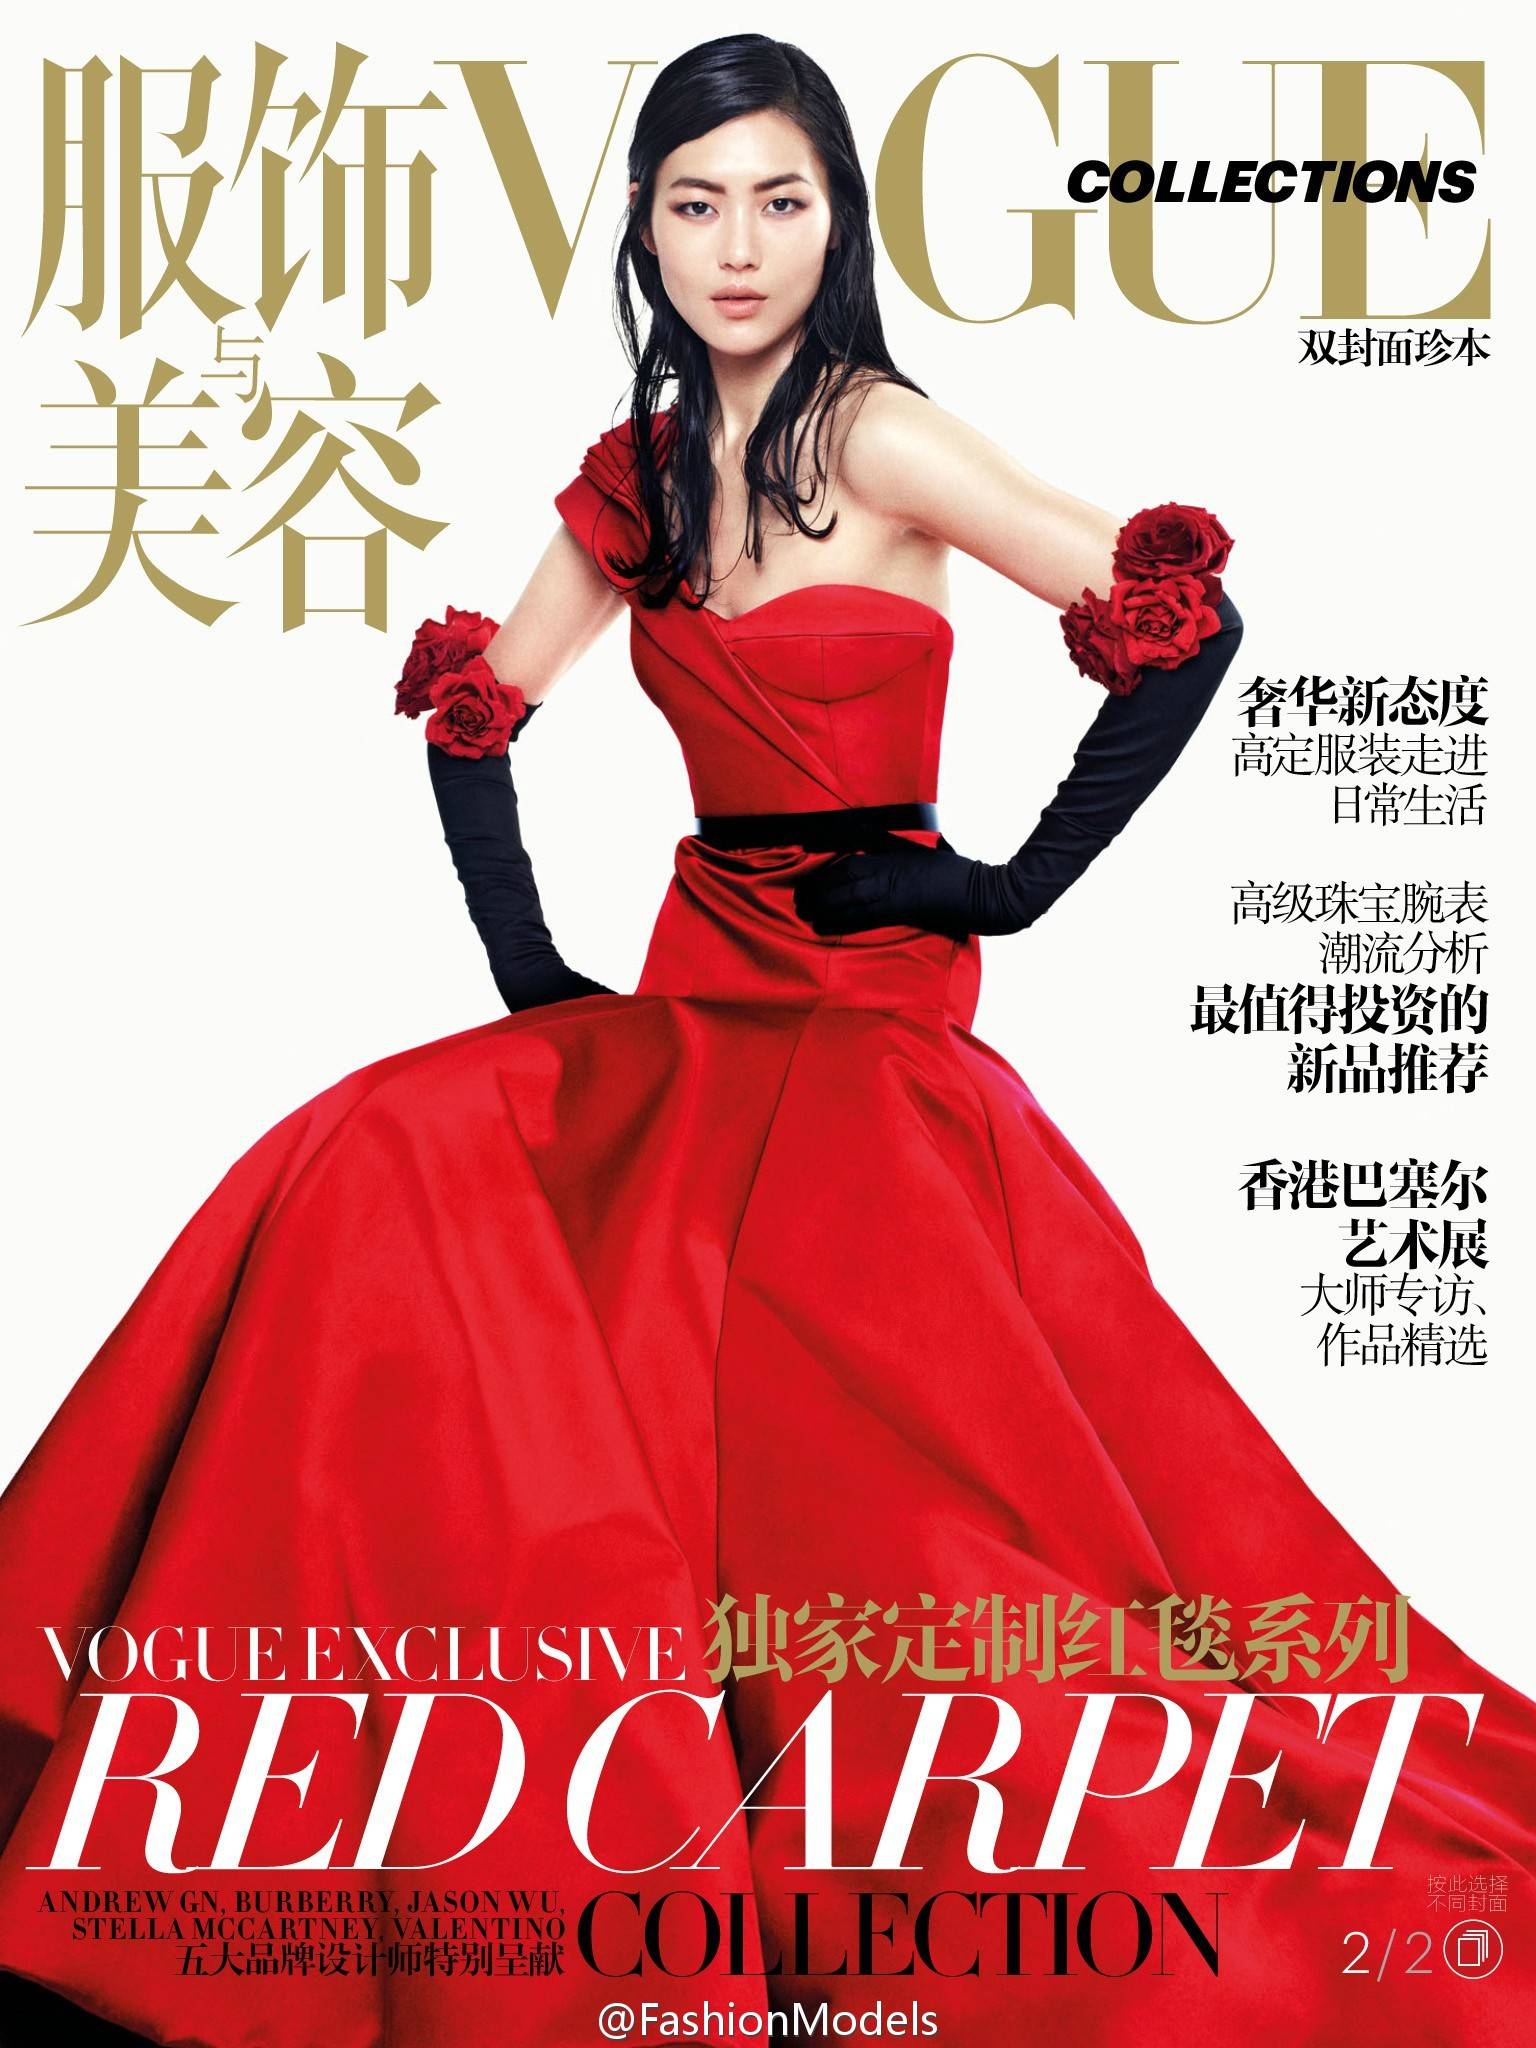 服饰VOGUE
COLLECTIONS
与
美容
双封面珍本
奢华新态度
高定服装走进
日常生活
高级珠宝腕表
潮流分析
最值得投资的
新品推荐
香港巴塞尔
艺术展
大师专访、
作品精选
VOGUE EXCLUSIVE 独家定制红毯系列
RED CARPET
COLLECTION
ANDREW GN, BURBERRY, JASON WU,
STELLA MCCARTNEY, VALENTINO
五大品牌设计师特别呈献
按此选择
不同封面
2/2
@FashionModels